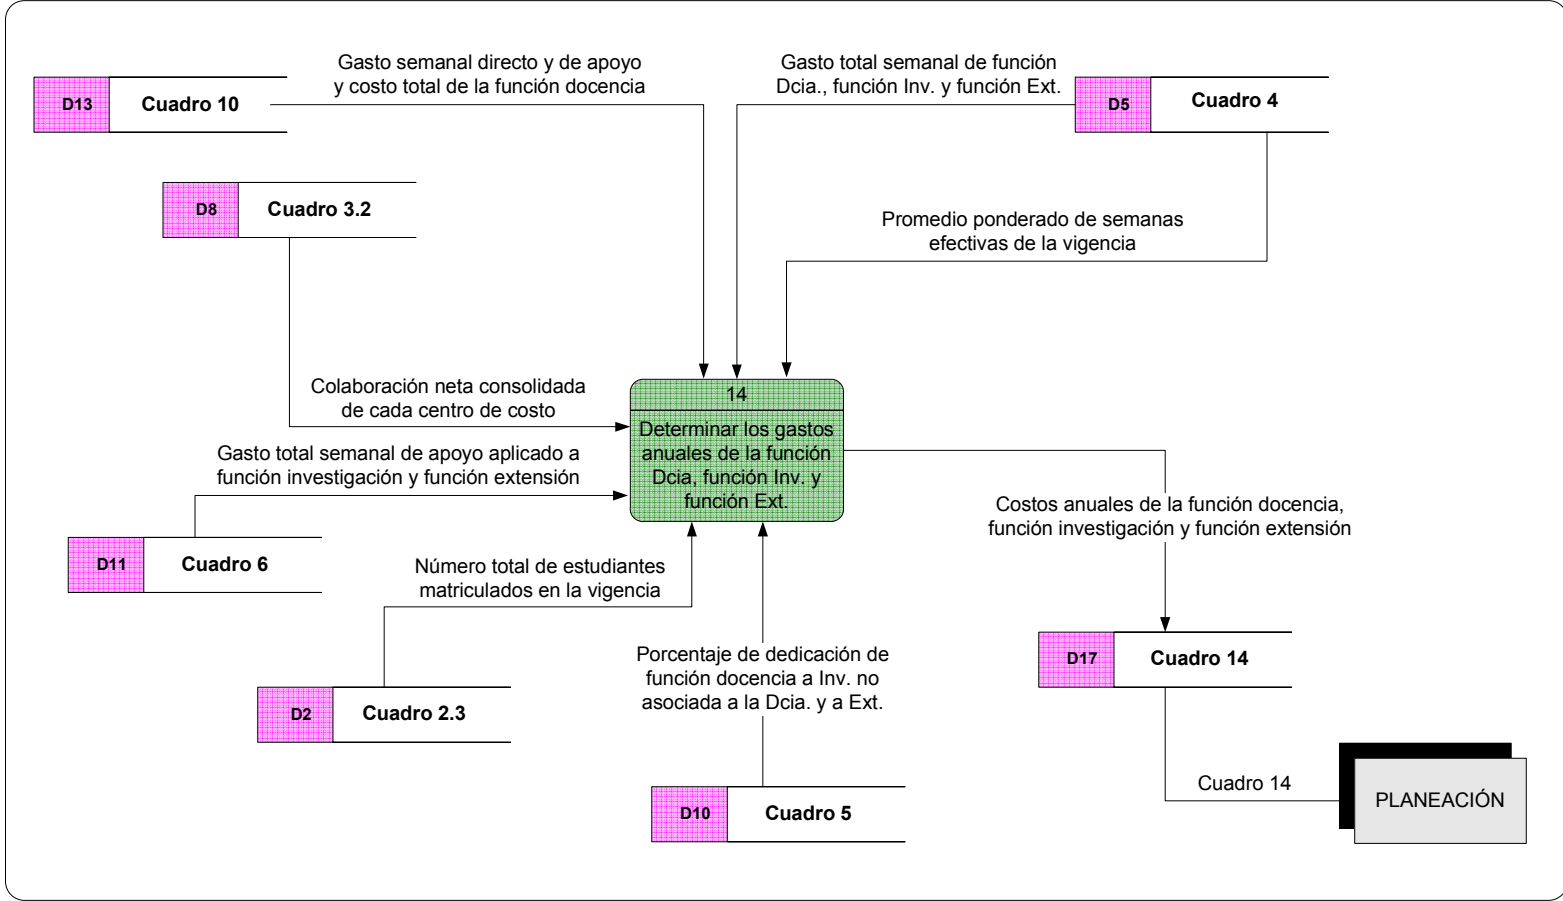 Gasto semanal directo y de apoyo
y costo total de la función docencia
Gasto total semanal de función
Dcia., función Inv. y función Ext.
D13
Cuadro 10
D5
Cuadro 4
D8
Cuadro 3.2
Promedio ponderado de semanas
efectivas de la vigencia
Colaboración neta consolidada
de cada centro de costo
14
Determinar los gastos
anuales de la función
Dcia, función Inv. y
función Ext.
Gasto total semanal de apoyo aplicado a
función investigación y función extensión
Costos anuales de la función docencia,
función investigación y función extensión
D11
Cuadro 6
Número total de estudiantes
matriculados en la vigencia
Porcentaje de dedicación de
función docencia a Inv. no
asociada a la Dcia. y a Ext.
D17
Cuadro 14
D2
Cuadro 2.3
Cuadro 14
PLANEACIÓN
D10
Cuadro 5